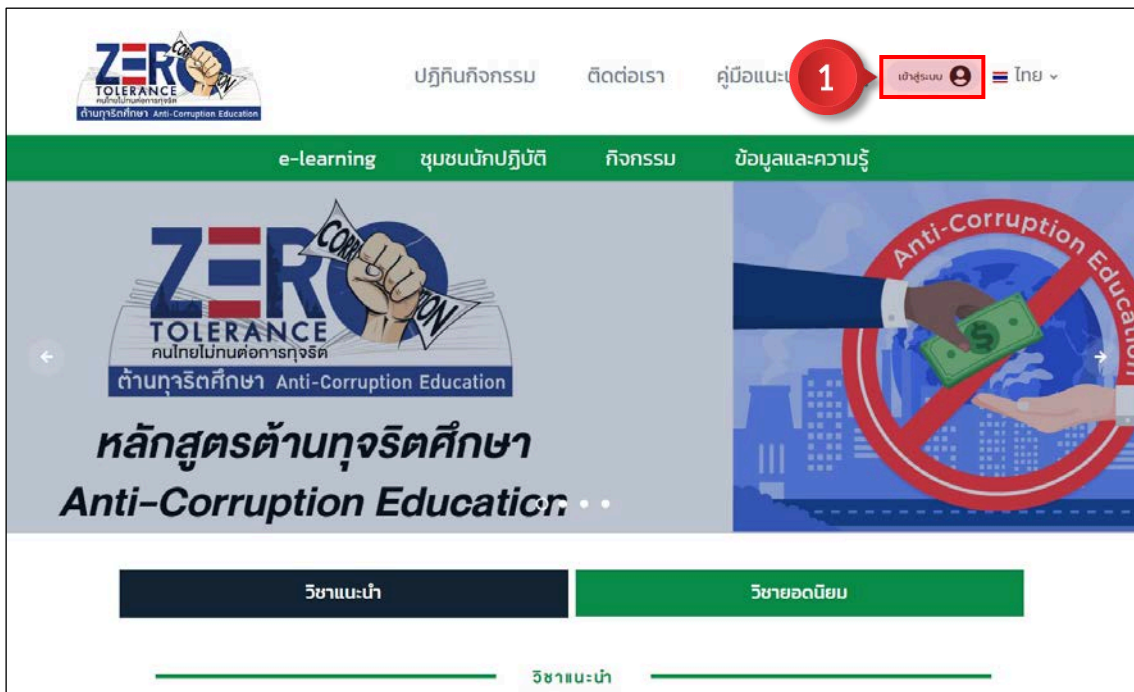 ZERO
CORRUPTION
TOLERANCE
คนไทยไม่ทนต่อการทุจริต
ต้านทุจริตศึกษา Anti-Corruption Education
ปฏิทินกิจกรรม
ติดต่อเรา
คู่มือแนะน
1
เข้าสู่ระบบ
ไทย
e-learning
ชุมชนนักปฏิบัติ
กิจกรรม
ข้อมูลและความรู้
ZERO
CORRUPTION
TOLERANCE
คนไทยไม่ทนต่อการทุจริต
ต้านทุจริตศึกษา Anti-Corruption Education
หลักสูตรต้านทุจริตศึกษา
Anti-Corruption Education
Anti-Corruption Education
วิชาแนะนำ
วิชายอดนิยม
วิชาแนะนำ